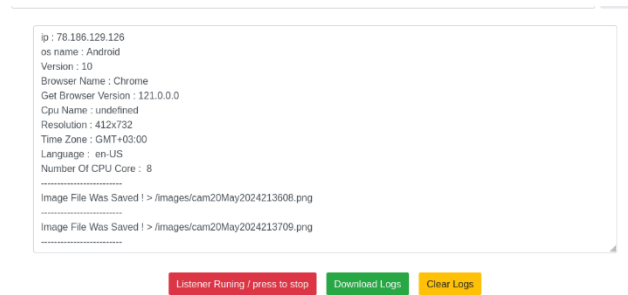 ip : 78.186.129.126
os name : Android
Version : 10
Browser Name : Chrome
Get Browser Version : 121.0.0.0
Cpu Name : undefined
Resolution : 412x732
Time Zone : GMT+03:00
Language : en-US
Number Of CPU Core : 8
------------------------
Image File Was Saved ! > /images/cam20May2024213608.png
------------------------
Image File Was Saved ! > /images/cam20May2024213709.png
------------------------
Listener Runing / press to stop Download Logs Clear Logs